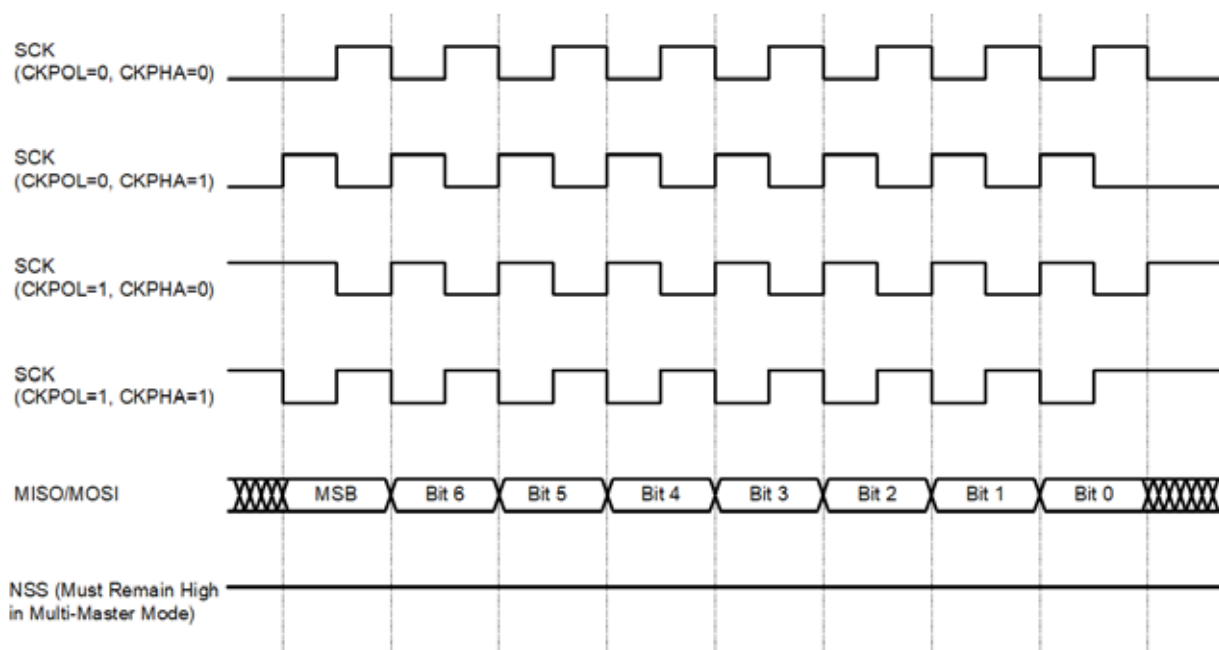 SCK
(CKPOL=0, CKPHA=0)
SCK
(CKPOL=0, CKPHA=1)
SCK
(CKPOL=1, CKPHA=0)
SCK
(CKPOL=1, CKPHA=1)
MISO/MOSI MSB Bit 6 Bit 5 Bit 4 Bit 3 Bit 2 Bit 1 Bit 0
NSS (Must Remain High
in Multi-Master Mode)